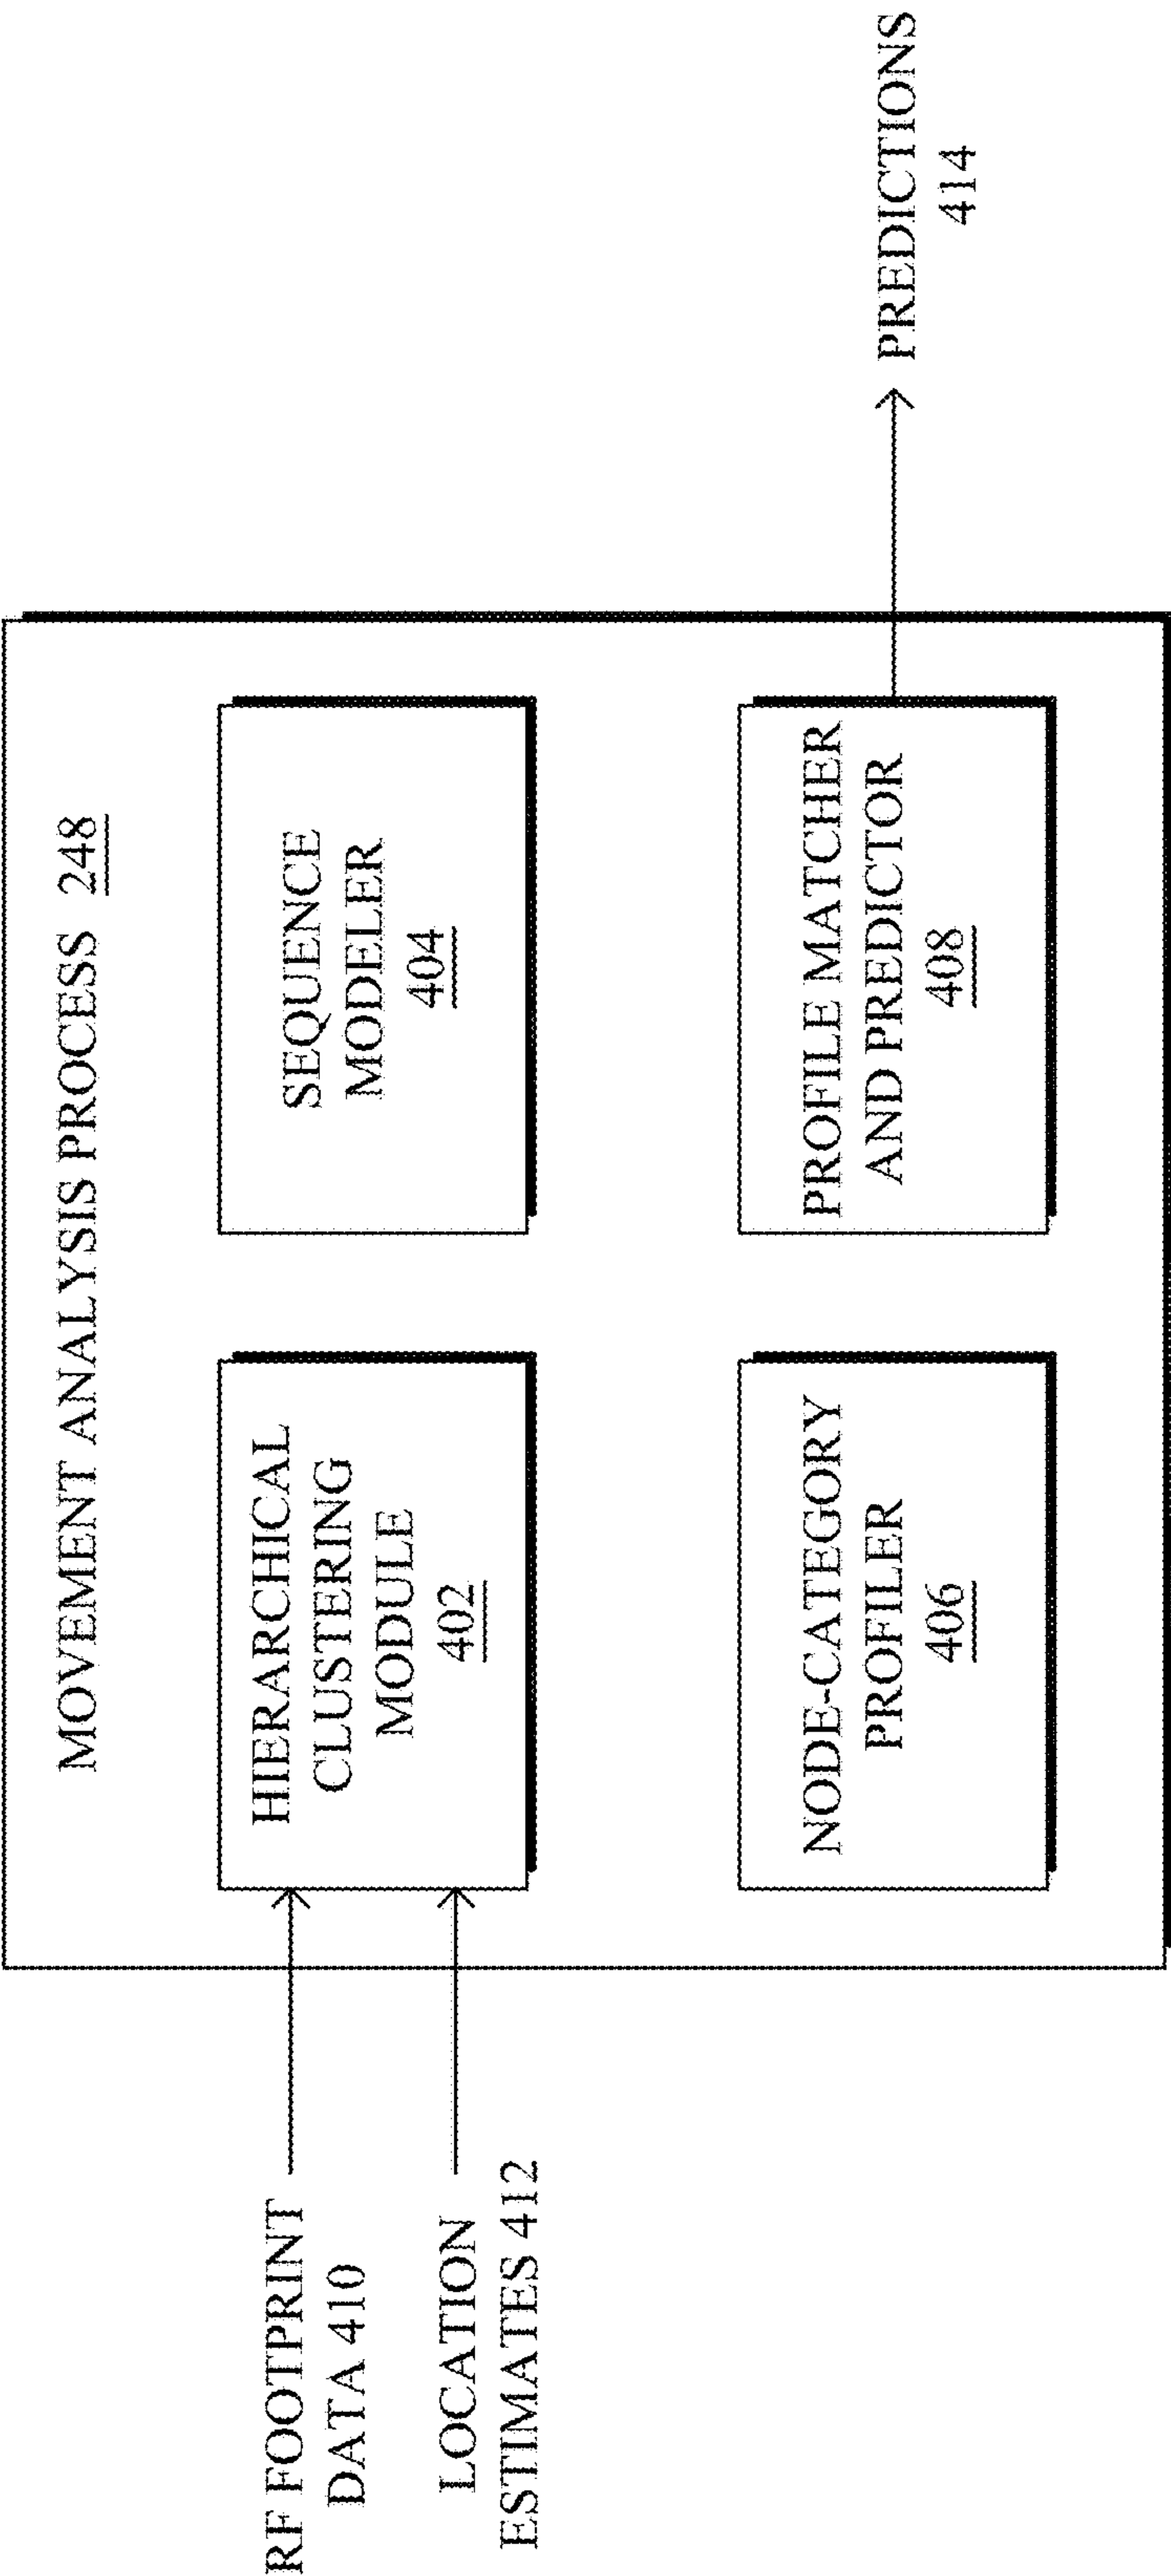 MOVEMENT ANALYSIS PROCESS 248
RF FOOTPRINT
DATA 410
LOCATION
ESTIMATES 412
HIERARCHICAL
CLUSTERING
MODULE
402
SEQUENCE
MODELER
404
NODE-CATEGORY
PROFILER
406
PROFILE MATCHER
AND PREDICTOR
408
PREDICTIONS
414